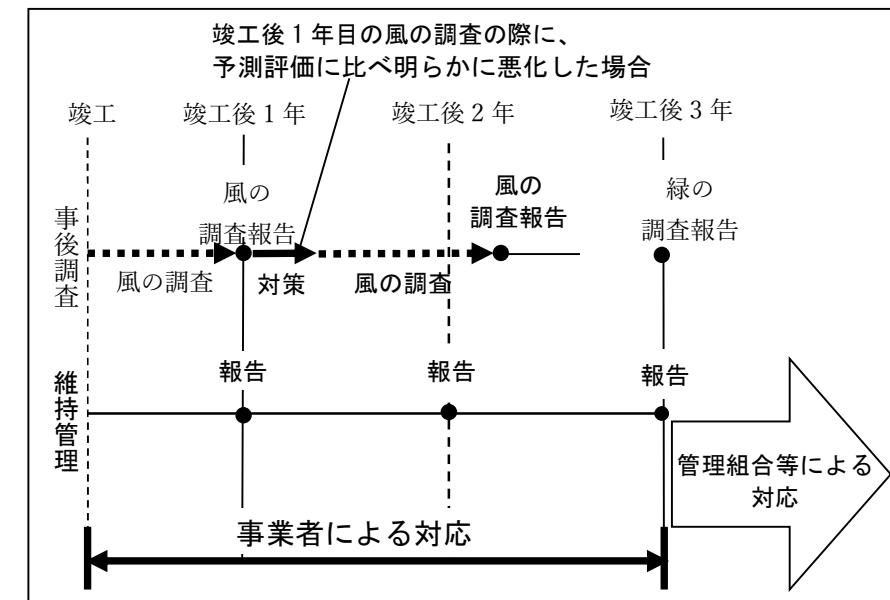 竣工後１年目の風の調査の際に、
予測評価に比べ明らかに悪化した場合
竣工
竣工後１年
竣工後２年
竣工後３年
事後調査
風の
調査報告
風の
調査報告
緑の
調査報告
風の調査
対策
風の調査
維持管理
報告
報告
報告
管理組合等による
対応
事業者による対応